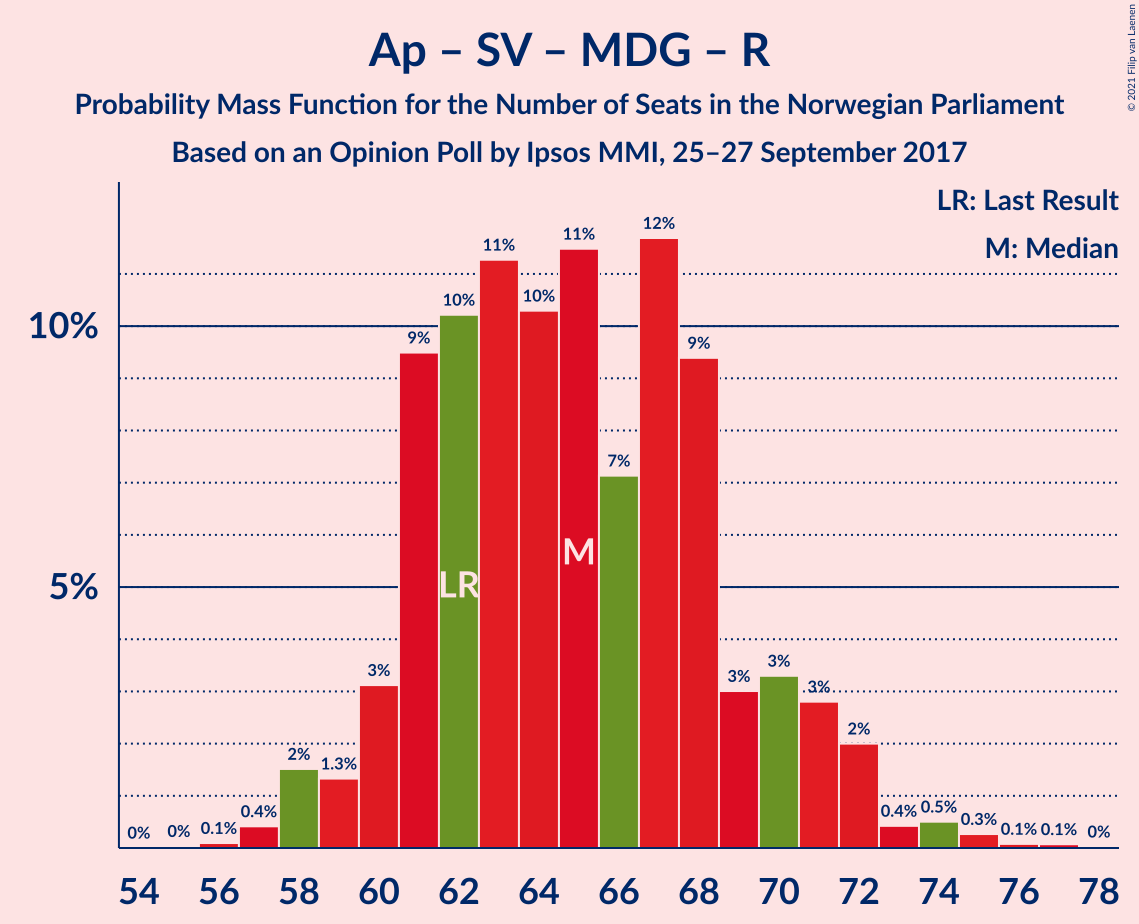 Ap – SV – MDG – R
Probability Mass Function for the Number of Seats in the Norwegian Parliament
Based on an Opinion Poll by Ipsos MMI, 25–27 September 2017
© 2021 Filip van Laenen
LR: Last Result
M: Median
10%
5%
0% 0% 0.1% 0.4% 2% 1.3% 3% 9% 10% 11% 10% 11% 7% 12% 9% 3% 3% 3% 2% 0.4% 0.5% 0.3% 0.1% 0.1% 0%
LR M
54 56 58 60 62 64 66 68 70 72 74 76 78